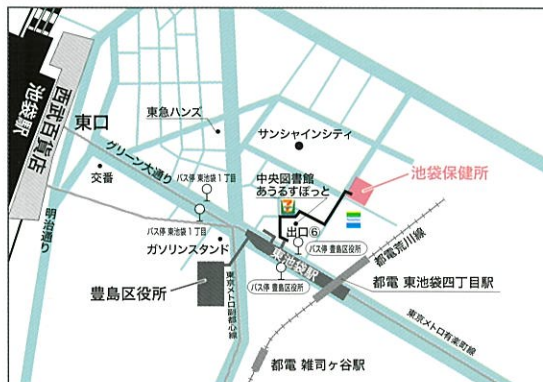 池袋駅
西武百貨店
東口
明治通り
グリーン大通り
交番
東急ハンズ
サンシャインシティ
バス停 東池袋1丁目
バス停 東池袋1丁目
ガソリンスタンド
中央図書館
あうるすぽっと
7
出口⑥
池袋保健所
バス停 豊島区役所
バス停 豊島区役所
東池袋駅
豊島区役所
東京メトロ副都心線
都電荒川線
都電 東池袋四丁目駅
東京メトロ有楽町線
都電 雑司ヶ谷駅